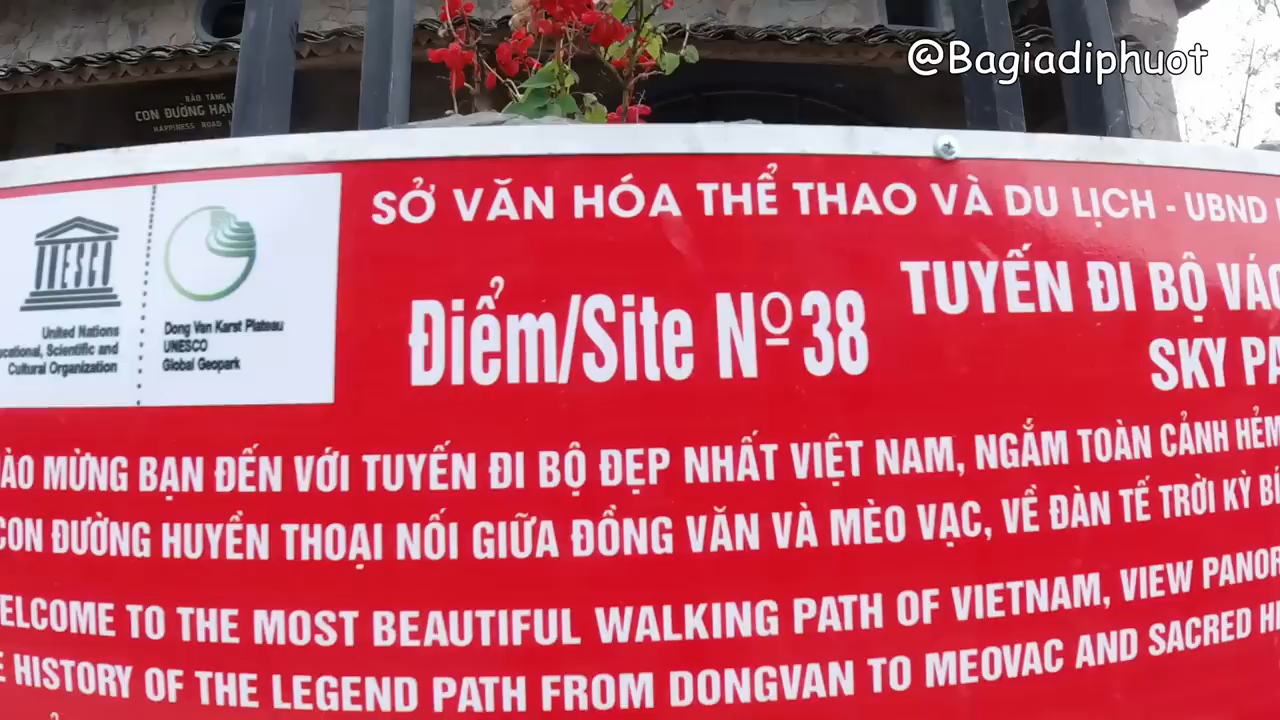 @Bagiadiphuot
BẢO TÀNG
CON ĐƯỜNG HẠN
HAPPINESS ROAD
SỞ VĂN HÓA THỂ THAO VÀ DU LỊCH - UBND
UNESCO
United Nations
ucational, Scientific and
Cultural Organization
Dong Van Karst Plateau
UNESCO
Global Geopark
Điểm/Site Nº 38
TUYẾN ĐI BỘ VÁC
SKY PA
ÀO MỪNG BẠN ĐẾN VỚI TUYẾN ĐI BỘ ĐẸP NHẤT VIỆT NAM, NGẮM TOÀN CẢNH HẺM
CON ĐƯỜNG HUYỀN THOẠI NỐI GIỮA ĐỒNG VĂN VÀ MÈO VẠC, VỀ ĐÀN TẾ TRỜI KỲ BÍ
ELCOME TO THE MOST BEAUTIFUL WALKING PATH OF VIETNAM, VIEW PANOR
E HISTORY OF THE LEGEND PATH FROM DONGVAN TO MEOVAC AND SACRED H